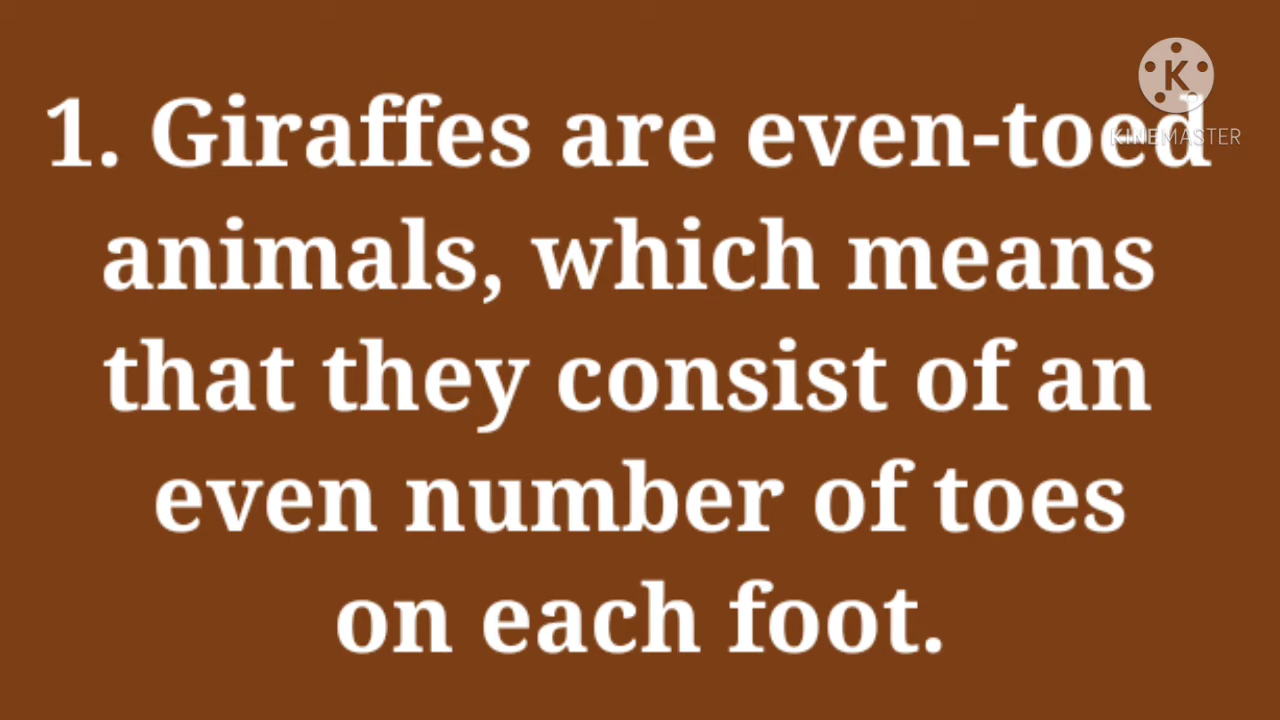 K
KINEMASTER
1. Giraffes are even-toed
animals, which means
that they consist of an
even number of toes
on each foot.